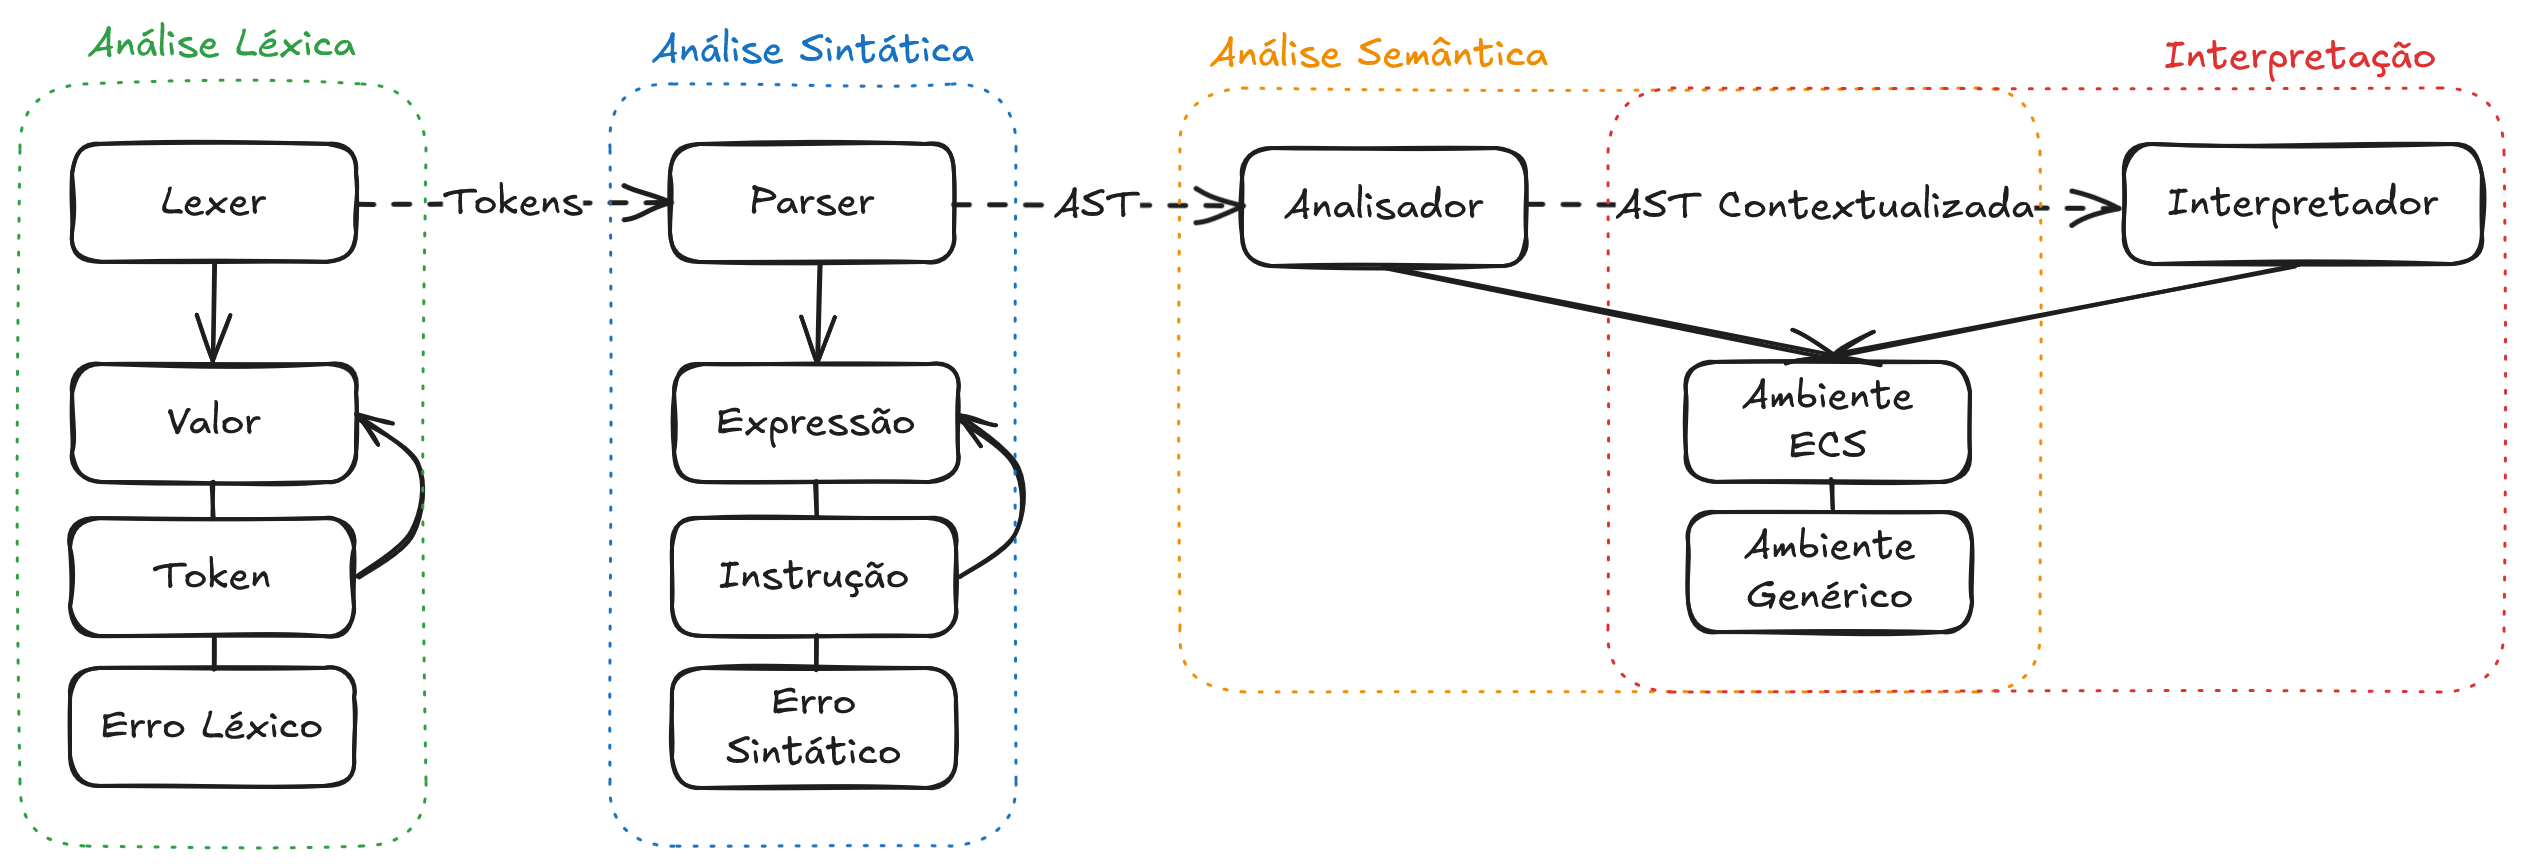 Análise Léxica
Análise Sintática
Análise Semântica
Interpretação
Lexer
Tokens
Parser
AST
Analisador
AST Contextualizada
Interpretador
Valor
Expressão
Ambiente
ECS
Token
Instrução
Ambiente
Genérico
Erro Léxico
Erro
Sintático